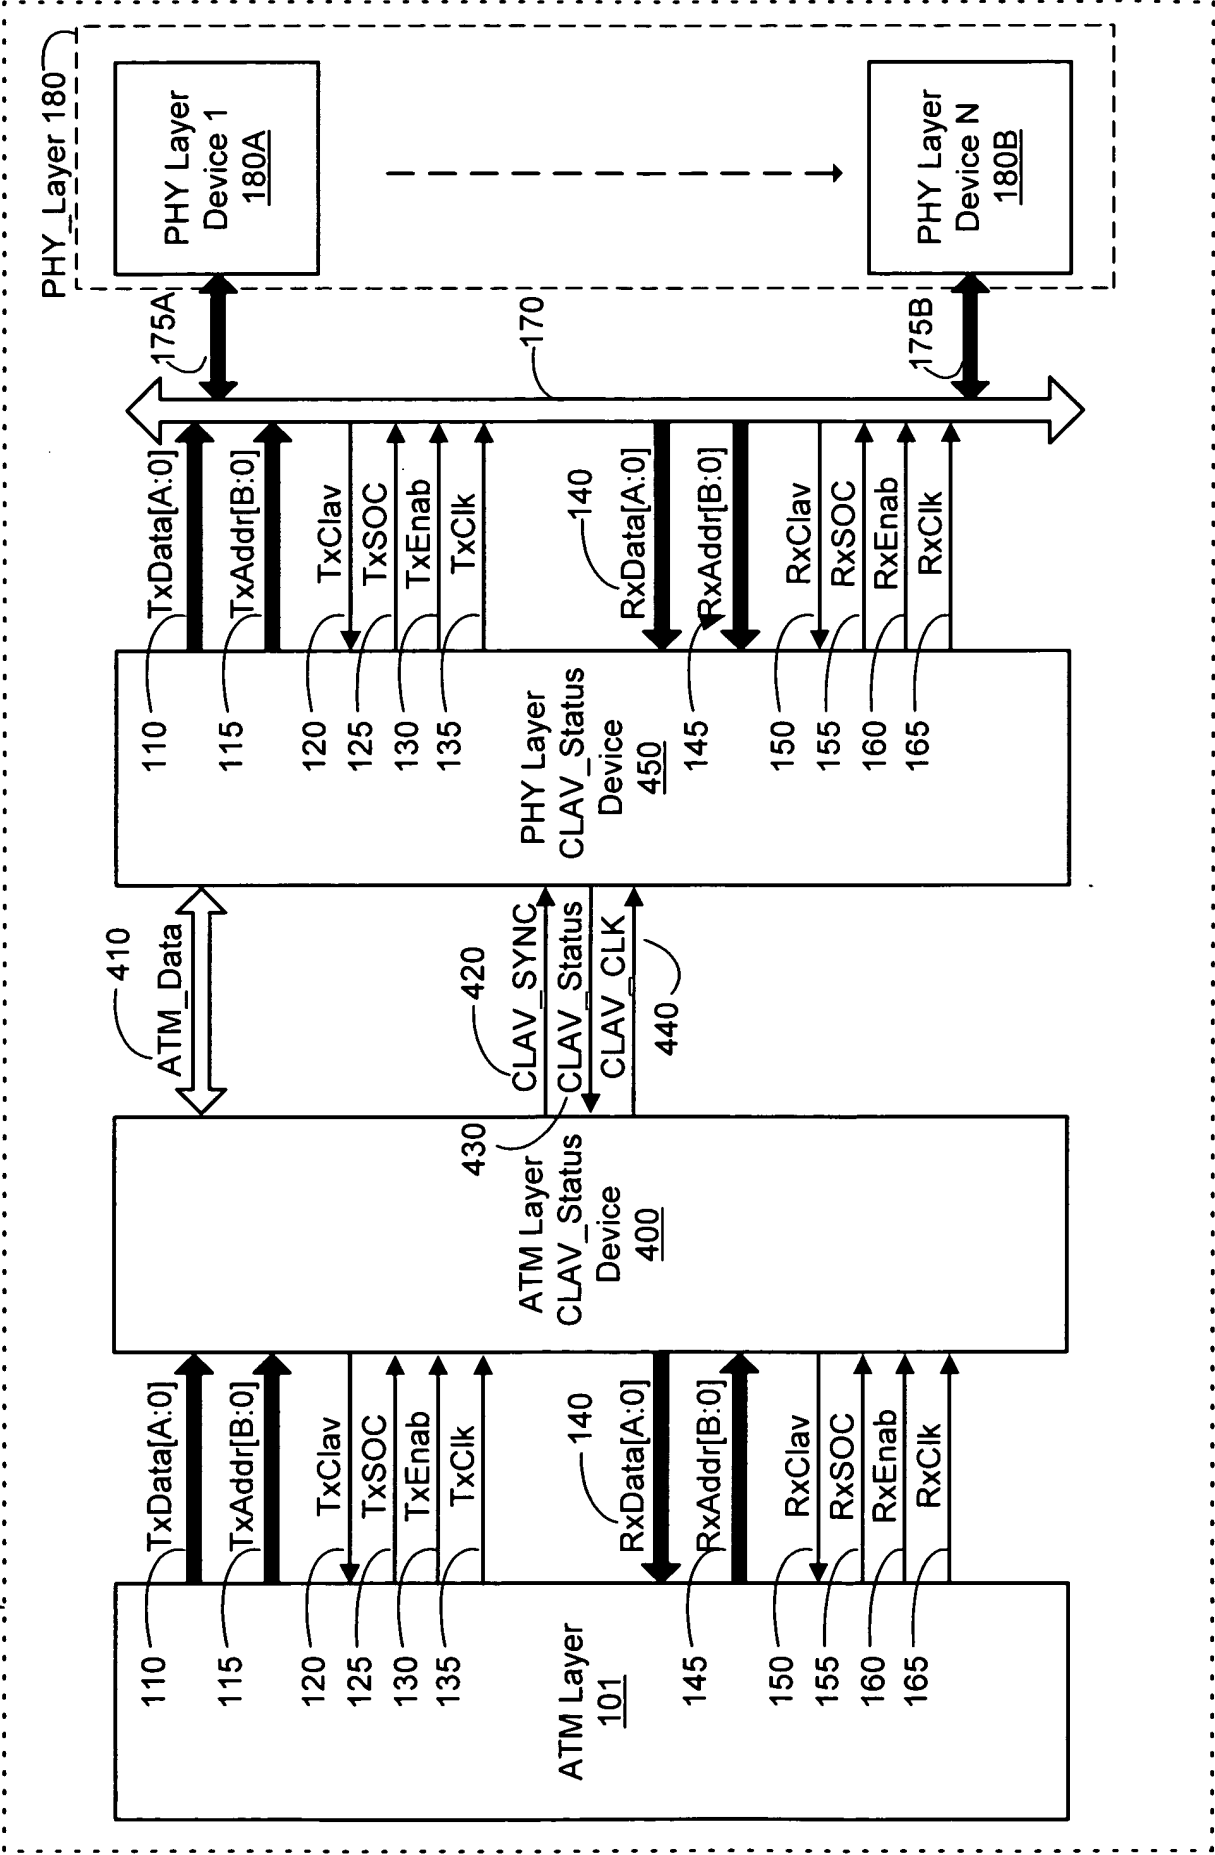 ATM Layer
101
110
TxData[A:0]
115
TxAddr[B:0]
120
TxClav
125
TxSOC
130
TxEnab
135
TxClk
140
RxData[A:0]
145
RxAddr[B:0]
150
RxClav
155
RxSOC
160
RxEnab
165
RxClk
ATM Layer
CLAV_Status
Device
400
410
ATM_Data
420
CLAV_SYNC
430
CLAV_Status
CLAV_CLK
440
PHY Layer
CLAV_Status
Device
450
110
TxData[A:0]
115
TxAddr[B:0]
120
TxClav
125
TxSOC
130
TxEnab
135
TxClk
140
RxData[A:0]
145
RxAddr[B:0]
150
RxClav
155
RxSOC
160
RxEnab
165
RxClk
170
175A
175B
PHY_Layer 180
PHY Layer
Device 1
180A
PHY Layer
Device N
180B